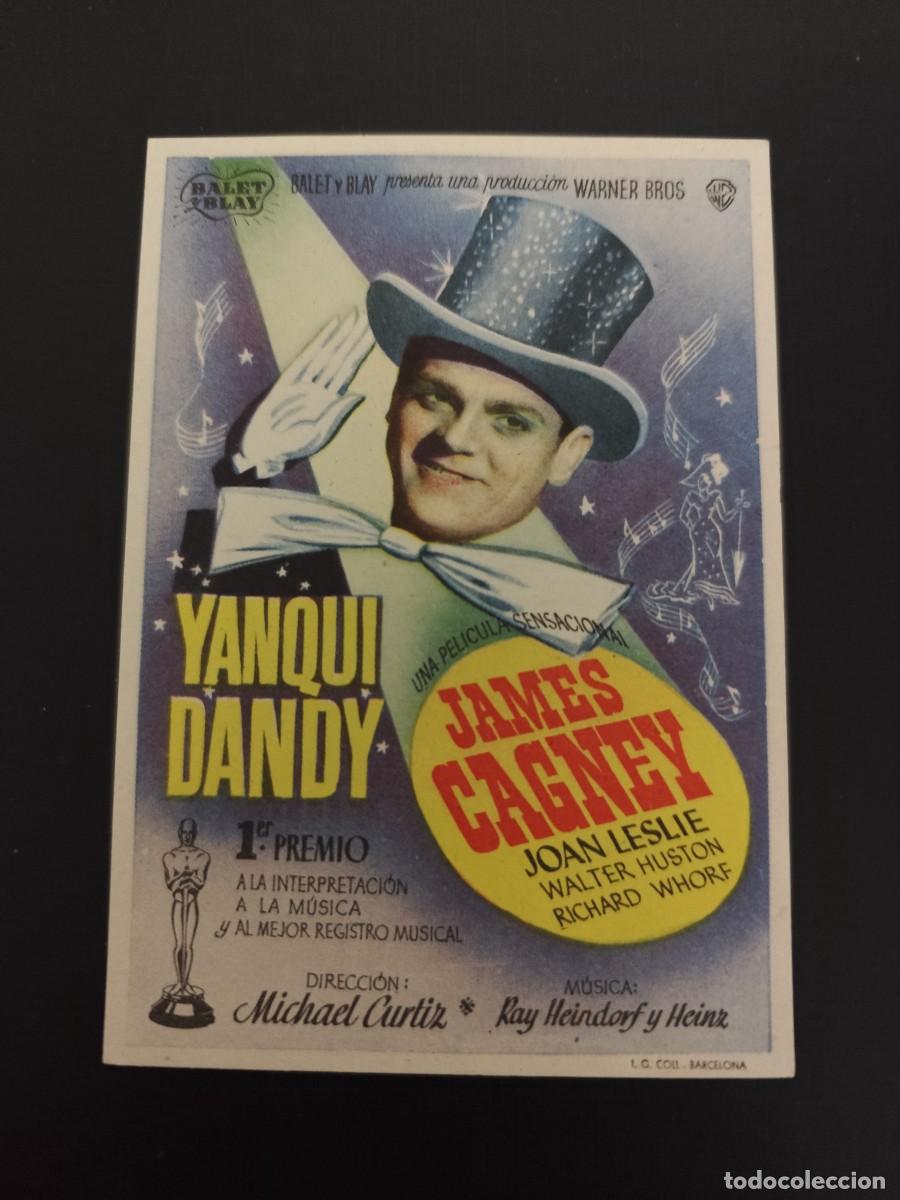 BALET Y BLAY
BALET Y BLAY presenta una producción WARNER BROS
WB
YANQUI
DANDY
UNA PELICULA SENSACIONAL
JAMES
CAGNEY
JOAN LESLIE
WALTER HUSTON
RICHARD WHORF
1.er PREMIO
A LA INTERPRETACIÓN
A LA MÚSICA
y AL MEJOR REGISTRO MUSICAL
DIRECCIÓN:
Michael Curtiz *
MÚSICA:
Ray Heindorf y Heinz
I. G. COLL - BARCELONA
todocoleccion